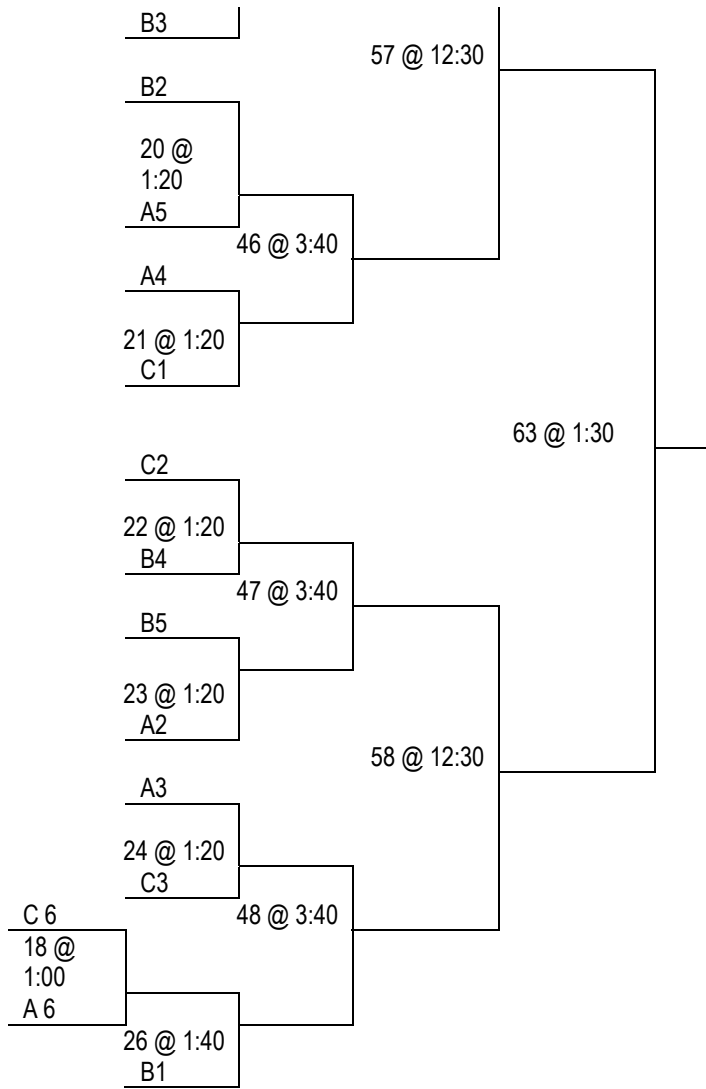 B3
57 @ 12:30
B2
20 @
1:20
A5
46 @ 3:40
A4
21 @ 1:20
C1
63 @ 1:30
C2
22 @ 1:20
B4
47 @ 3:40
B5
23 @ 1:20
A2
58 @ 12:30
A3
24 @ 1:20
C3
48 @ 3:40
C 6
18 @
1:00
A 6
26 @ 1:40
B1